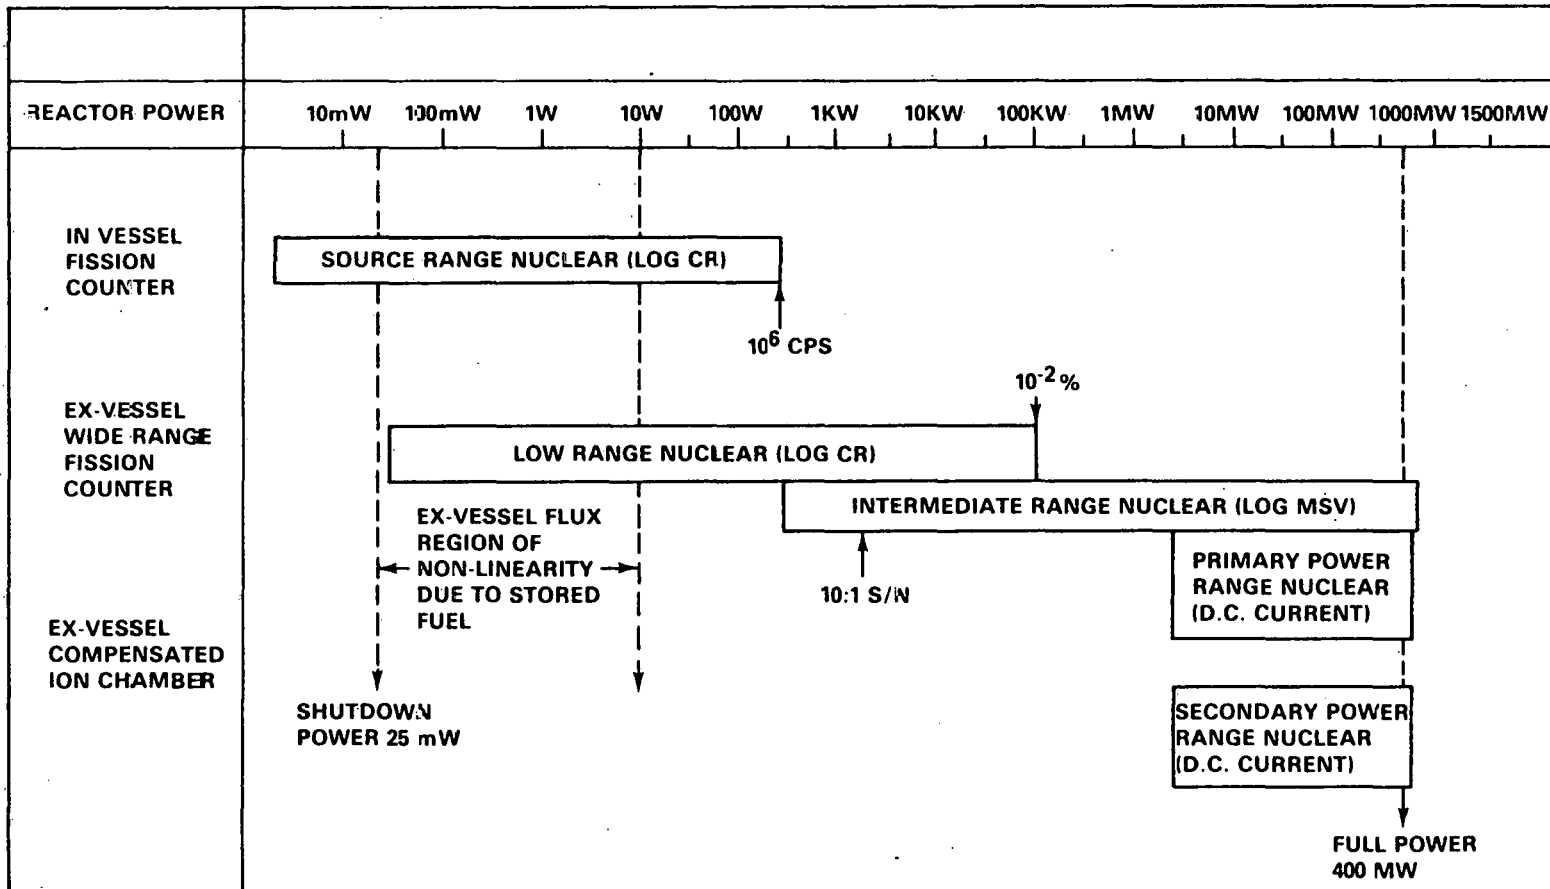 REACTOR POWER 10mW 100mW 1W 10W 100W 1KW 10KW 100KW 1MW 10MW 100MW 1000MW 1500MW
IN VESSEL
FISSION
COUNTER
SOURCE RANGE NUCLEAR (LOG CR)
10^6 CPS
10^-2 %
EX-VESSEL
WIDE RANGE
FISSION
COUNTER
LOW RANGE NUCLEAR (LOG CR)
INTERMEDIATE RANGE NUCLEAR (LOG MSV)
EX-VESSEL FLUX
REGION OF
NON-LINEARITY
DUE TO STORED
FUEL
10:1 S/N
PRIMARY POWER
RANGE NUCLEAR
(D.C. CURRENT)
EX-VESSEL
COMPENSATED
ION CHAMBER
SHUTDOWN
POWER 25 mW
SECONDARY POWER
RANGE NUCLEAR
(D.C. CURRENT)
FULL POWER
400 MW